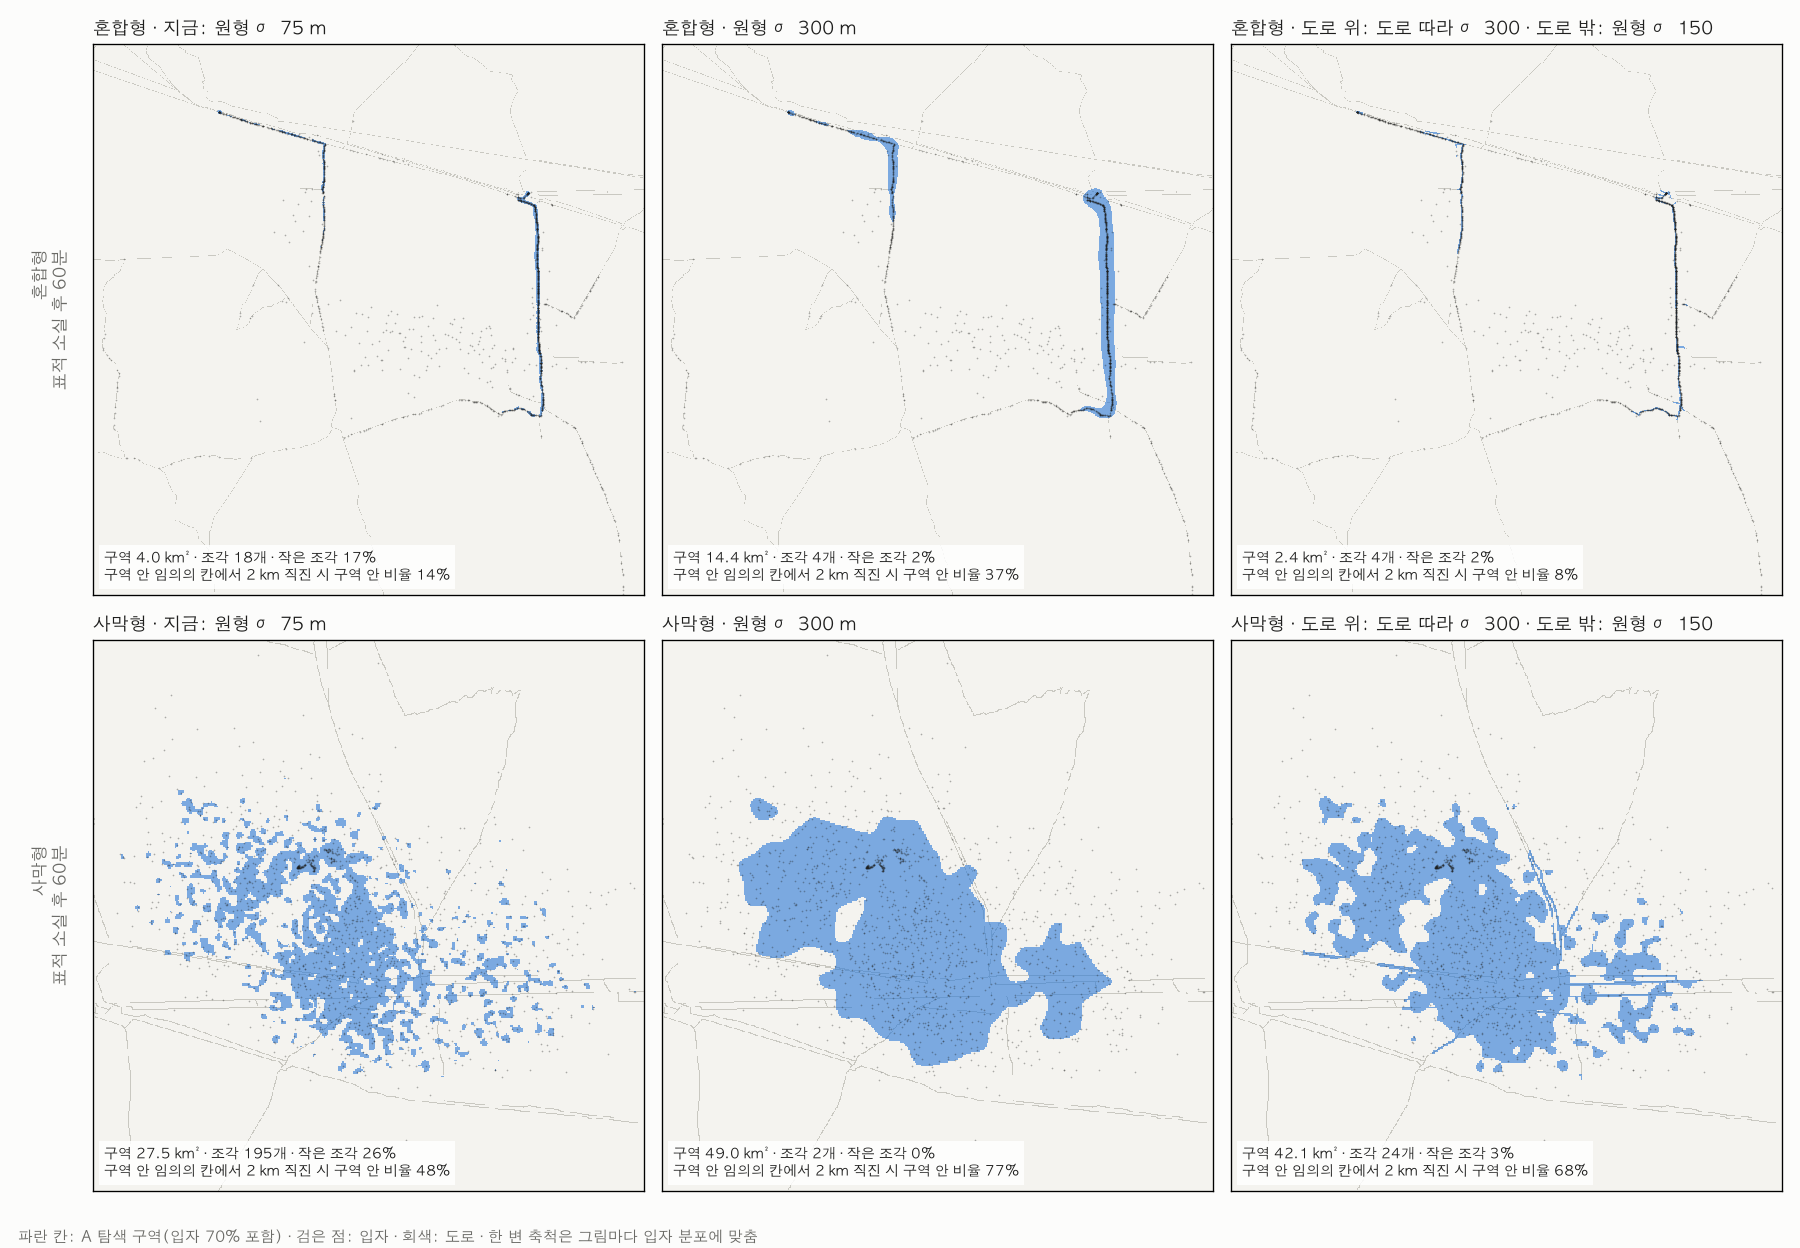 혼합형 · 지금: 원형 σ 75 m
혼합형 · 원형 σ 300 m
혼합형 · 도로 위: 도로 따라 σ 300 · 도로 밖: 원형 σ 150
혼합형
표적 소실 후 60분
구역 4.0 km² · 조각 18개 · 작은 조각 17%
구역 안 임의의 칸에서 2 km 직진 시 구역 안 비율 14%
구역 14.4 km² · 조각 4개 · 작은 조각 2%
구역 안 임의의 칸에서 2 km 직진 시 구역 안 비율 37%
구역 2.4 km² · 조각 4개 · 작은 조각 2%
구역 안 임의의 칸에서 2 km 직진 시 구역 안 비율 8%
사막형 · 지금: 원형 σ 75 m
사막형 · 원형 σ 300 m
사막형 · 도로 위: 도로 따라 σ 300 · 도로 밖: 원형 σ 150
사막형
표적 소실 후 60분
구역 27.5 km² · 조각 195개 · 작은 조각 26%
구역 안 임의의 칸에서 2 km 직진 시 구역 안 비율 48%
구역 49.0 km² · 조각 2개 · 작은 조각 0%
구역 안 임의의 칸에서 2 km 직진 시 구역 안 비율 77%
구역 42.1 km² · 조각 24개 · 작은 조각 3%
구역 안 임의의 칸에서 2 km 직진 시 구역 안 비율 68%
파란 칸: A 탐색 구역(입자 70% 포함) · 검은 점: 입자 · 회색: 도로 · 한 변 축척은 그림마다 입자 분포에 맞춤